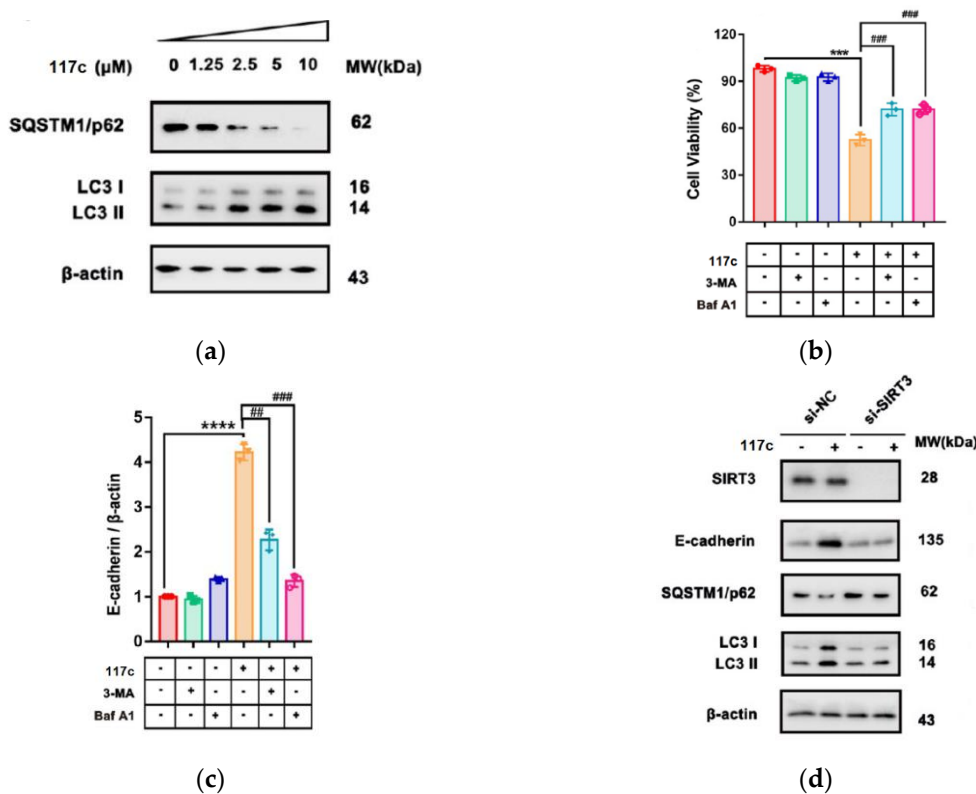 117c (μM) 0 1.25 2.5 5 10 MW(kDa)
SQSTM1/p62 62
LC3 I 16
LC3 II 14
β-actin 43
(a)
###
*** ###
120
90
60
30
0
Cell Viability (%)
117c - - - + + +
3-MA - + - - + -
Baf A1 - - + - - +
(b)
###
**** ##
5
4
3
2
1
0
E-cadherin / β-actin
117c - - - + + +
3-MA - + - - + -
Baf A1 - - + - - +
(c)
si-NC si-SIRT3
117c - + - + MW(kDa)
SIRT3 28
E-cadherin 135
SQSTM1/p62 62
LC3 I 16
LC3 II 14
β-actin 43
(d)